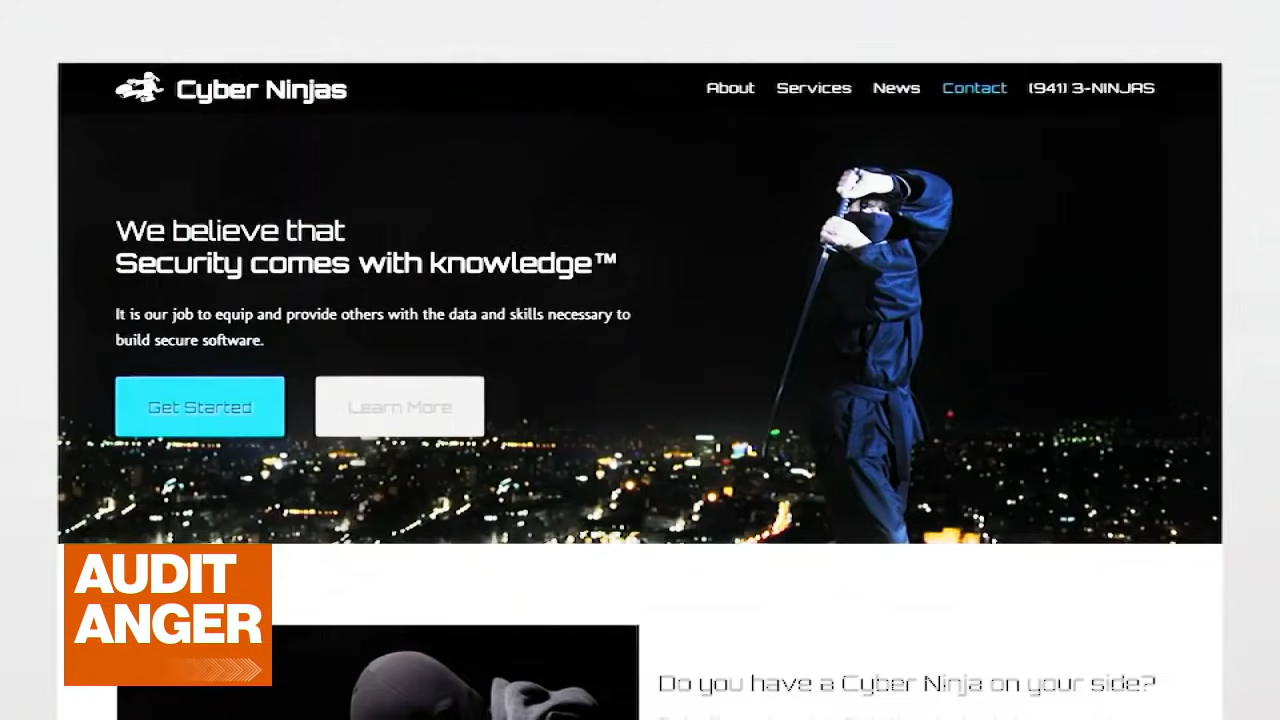 Cyber Ninjas
About Services News Contact (941) 3-NINJAS
We believe that
Security comes with knowledge™
It is our job to equip and provide others with the data and skills necessary to
build secure software.
Get Started Learn More
AUDIT
ANGER
Do you have a Cyber Ninja on your side?